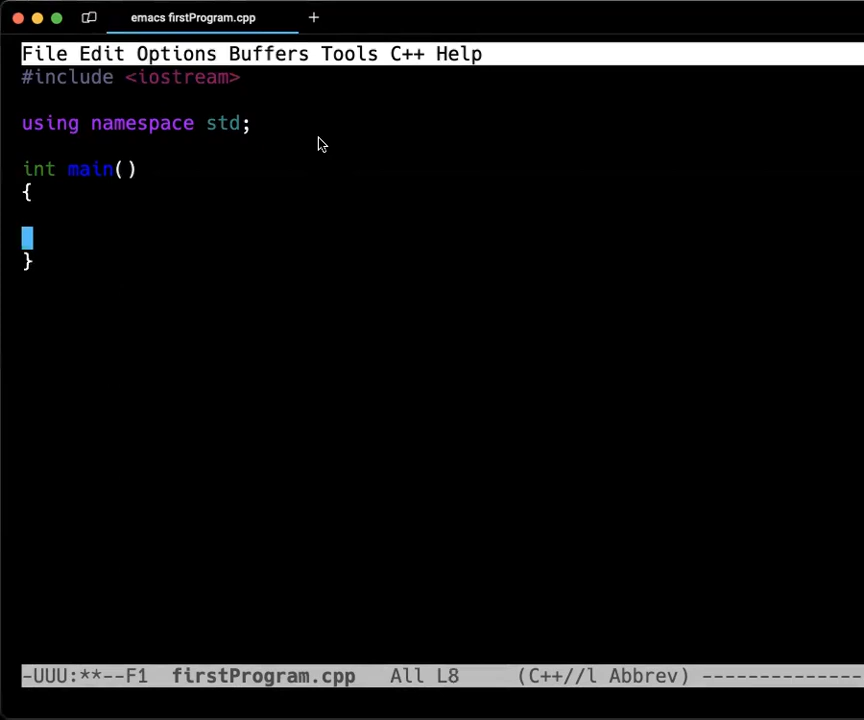 emacs firstProgram.cpp +
File Edit Options Buffers Tools C++ Help
#include <iostream>
using namespace std;
int main()
{
}
-UUU:**--F1  firstProgram.cpp   All L8     (C++//l Abbrev) --------------